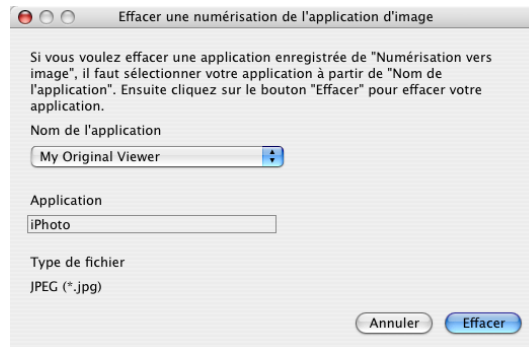 Effacer une numérisation de l'application d'image
Si vous voulez effacer une application enregistrée de "Numérisation vers
image", il faut sélectionner votre application à partir de "Nom de
l'application". Ensuite cliquez sur le bouton "Effacer" pour effacer votre
application.
Nom de l'application
My Original Viewer
Application
iPhoto
Type de fichier
JPEG (*.jpg)
Annuler Effacer